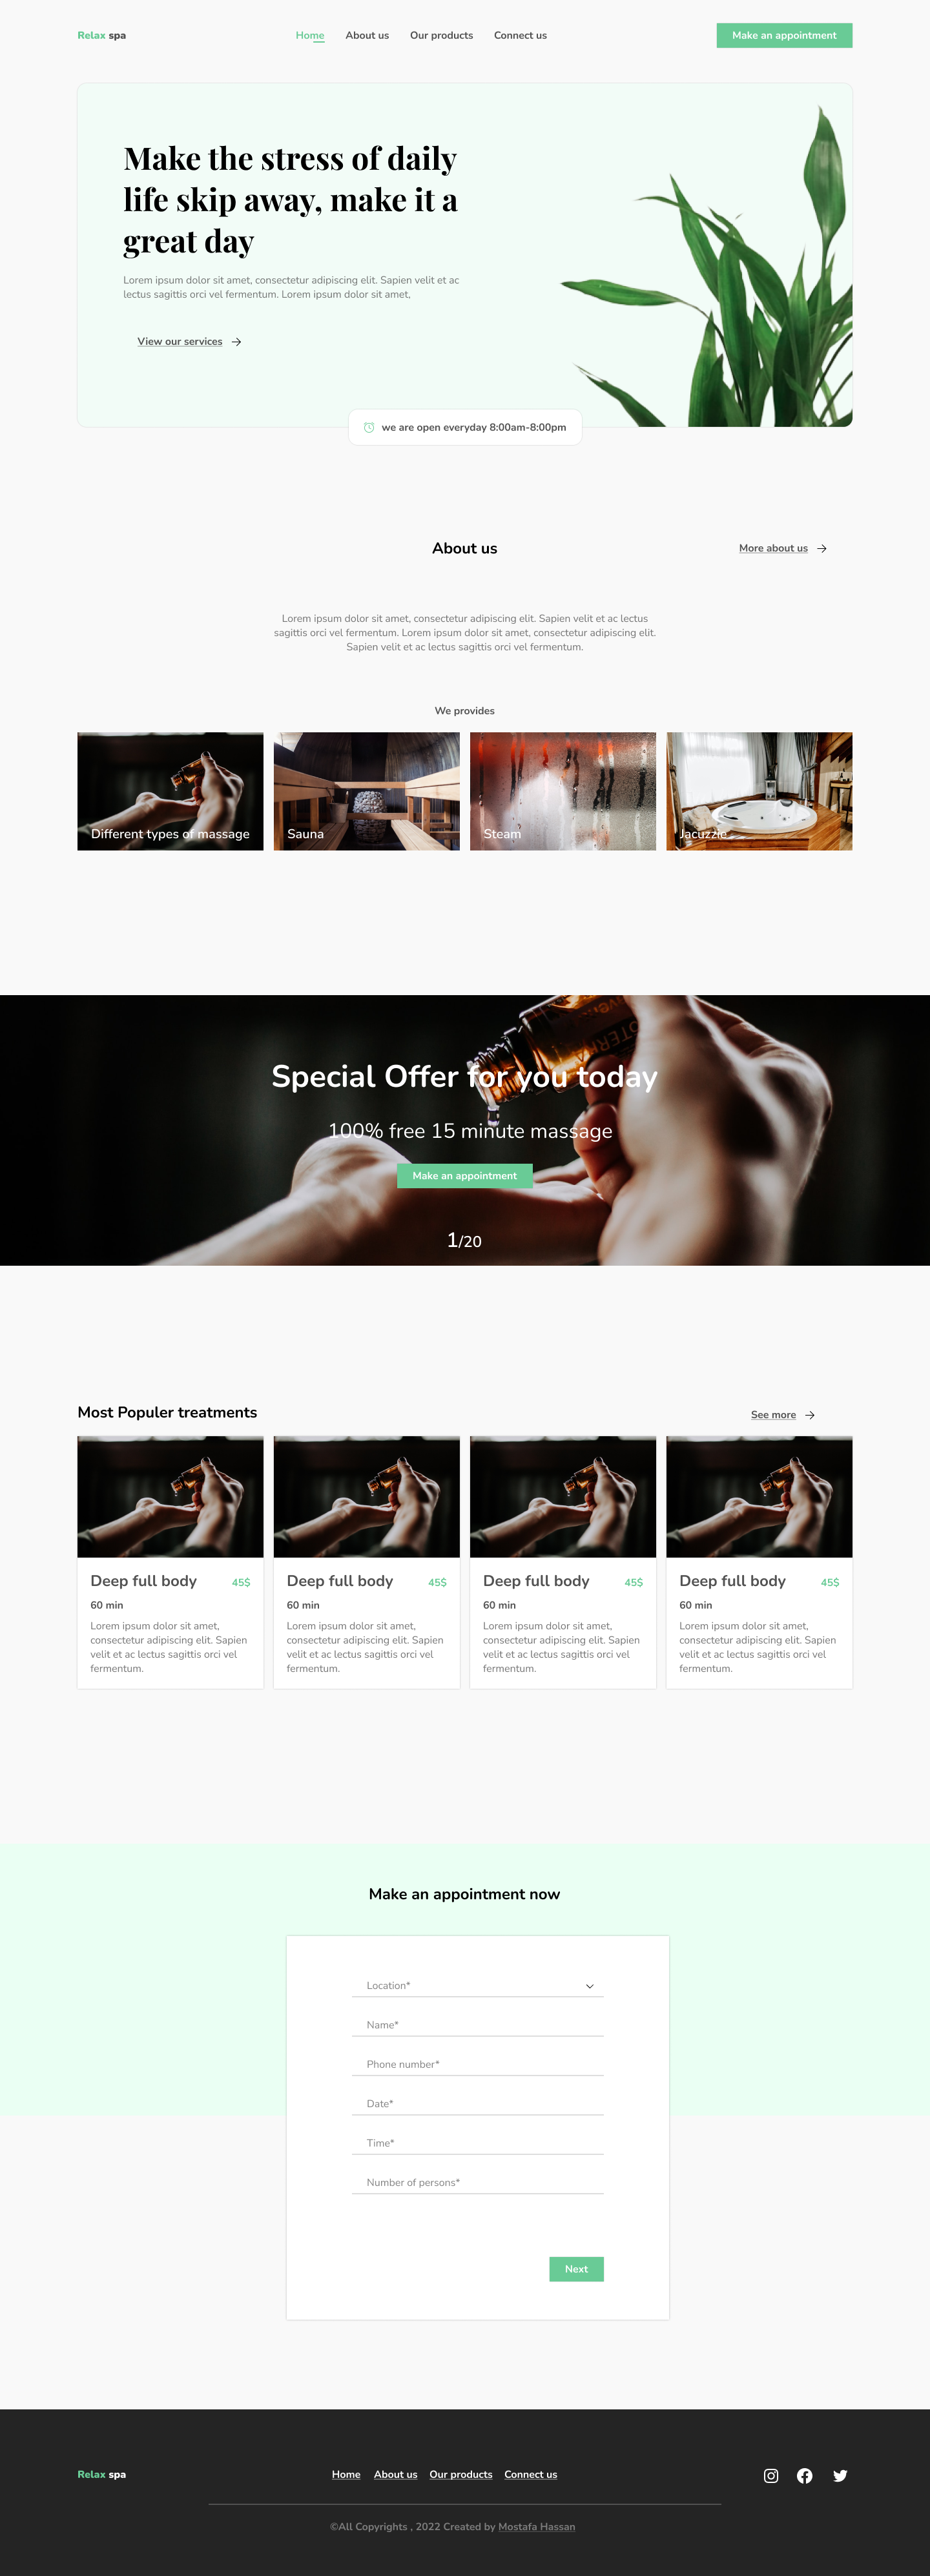 Relax spa
Home
About us
Our products
Connect us
Make an appointment
Make the stress of daily
life skip away, make it a
great day
Lorem ipsum dolor sit amet, consectetur adipiscing elit. Sapien velit et ac
lectus sagittis orci vel fermentum. Lorem ipsum dolor sit amet,
View our services
we are open everyday 8:00am-8:00pm
About us
More about us
Lorem ipsum dolor sit amet, consectetur adipiscing elit. Sapien velit et ac lectus
sagittis orci vel fermentum. Lorem ipsum dolor sit amet, consectetur adipiscing elit.
Sapien velit et ac lectus sagittis orci vel fermentum.
We provides
Different types of massage
Sauna
Steam
Jacuzzie
Special Offer for you today
100% free 15 minute massage
Make an appointment
1/20
Most Populer treatments
See more
Deep full body
45$
60 min
Lorem ipsum dolor sit amet,
consectetur adipiscing elit. Sapien
velit et ac lectus sagittis orci vel
fermentum.
Deep full body
45$
60 min
Lorem ipsum dolor sit amet,
consectetur adipiscing elit. Sapien
velit et ac lectus sagittis orci vel
fermentum.
Deep full body
45$
60 min
Lorem ipsum dolor sit amet,
consectetur adipiscing elit. Sapien
velit et ac lectus sagittis orci vel
fermentum.
Deep full body
45$
60 min
Lorem ipsum dolor sit amet,
consectetur adipiscing elit. Sapien
velit et ac lectus sagittis orci vel
fermentum.
Make an appointment now
Location*
Name*
Phone number*
Date*
Time*
Number of persons*
Next
Relax spa
Home
About us
Our products
Connect us
©All Copyrights , 2022 Created by Mostafa Hassan